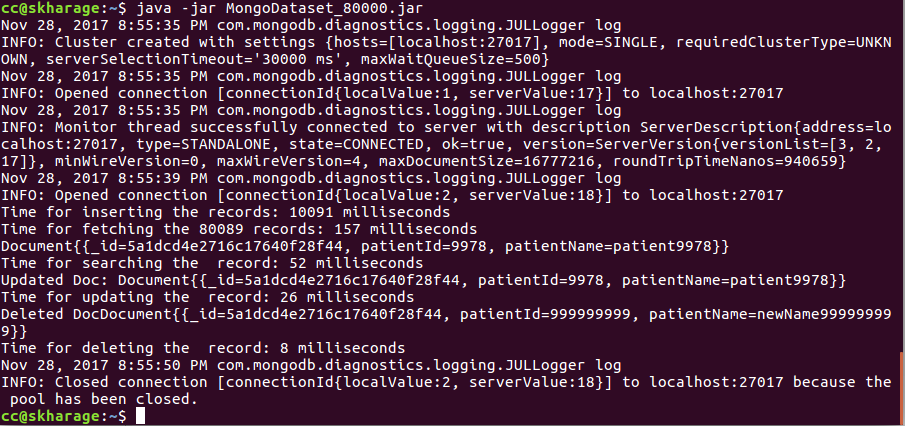 cc@skharage:~$ java -jar MongoDataset_80000.jar
Nov 28, 2017 8:55:35 PM com.mongodb.diagnostics.logging.JULLogger log
INFO: Cluster created with settings {hosts=[localhost:27017], mode=SINGLE, requiredClusterType=UNKN
OWN, serverSelectionTimeout='30000 ms', maxWaitQueueSize=500}
Nov 28, 2017 8:55:35 PM com.mongodb.diagnostics.logging.JULLogger log
INFO: Opened connection [connectionId{localValue:1, serverValue:17}] to localhost:27017
Nov 28, 2017 8:55:35 PM com.mongodb.diagnostics.logging.JULLogger log
INFO: Monitor thread successfully connected to server with description ServerDescription{address=lo
calhost:27017, type=STANDALONE, state=CONNECTED, ok=true, version=ServerVersion{versionList=[3, 2,
17]}, minWireVersion=0, maxWireVersion=4, maxDocumentSize=16777216, roundTripTimeNanos=940659}
Nov 28, 2017 8:55:39 PM com.mongodb.diagnostics.logging.JULLogger log
INFO: Opened connection [connectionId{localValue:2, serverValue:18}] to localhost:27017
Time for inserting the records: 10091 milliseconds
Time for fetching the 80089 records: 157 milliseconds
Document{{_id=5a1dcd4e2716c17640f28f44, patientId=9978, patientName=patient9978}}
Time for searching the  record: 52 milliseconds
Updated Doc: Document{{_id=5a1dcd4e2716c17640f28f44, patientId=9978, patientName=patient9978}}
Time for updating the  record: 26 milliseconds
Deleted DocDocument{{_id=5a1dcd4e2716c17640f28f44, patientId=999999999, patientName=newName99999999
9}}
Time for deleting the  record: 8 milliseconds
Nov 28, 2017 8:55:50 PM com.mongodb.diagnostics.logging.JULLogger log
INFO: Closed connection [connectionId{localValue:2, serverValue:18}] to localhost:27017 because the
 pool has been closed.
cc@skharage:~$